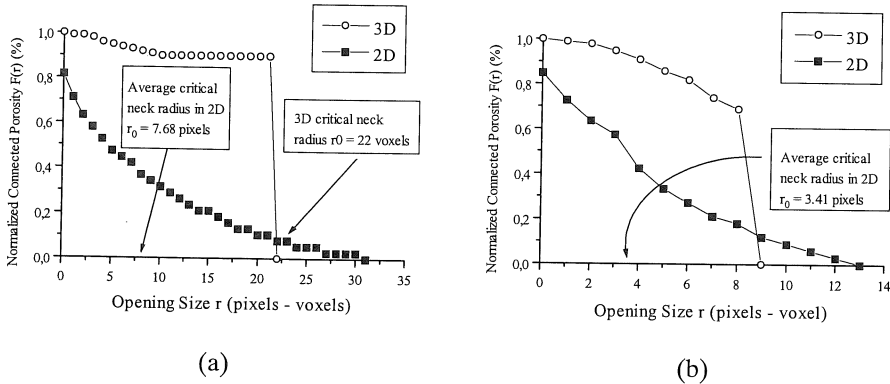 1,0
0,8
0,6
0,4
0,2
0,0
Normalized Connected Porosity F(r) (%)
3D
2D
Average critical
neck radius in 2D
r0 = 7.68 pixels
3D critical neck
radius r0 = 22 voxels
0 5 10 15 20 25 30 35
Opening Size r (pixels - voxels)
(a)
1,0
0,8
0,6
0,4
0,2
0,0
Normalized Connected Porosity F(r) (%)
3D
2D
Average critical
neck radius in 2D
r0 = 3.41 pixels
0 2 4 6 8 10 12 14
Opening Size r (pixels - voxel)
(b)